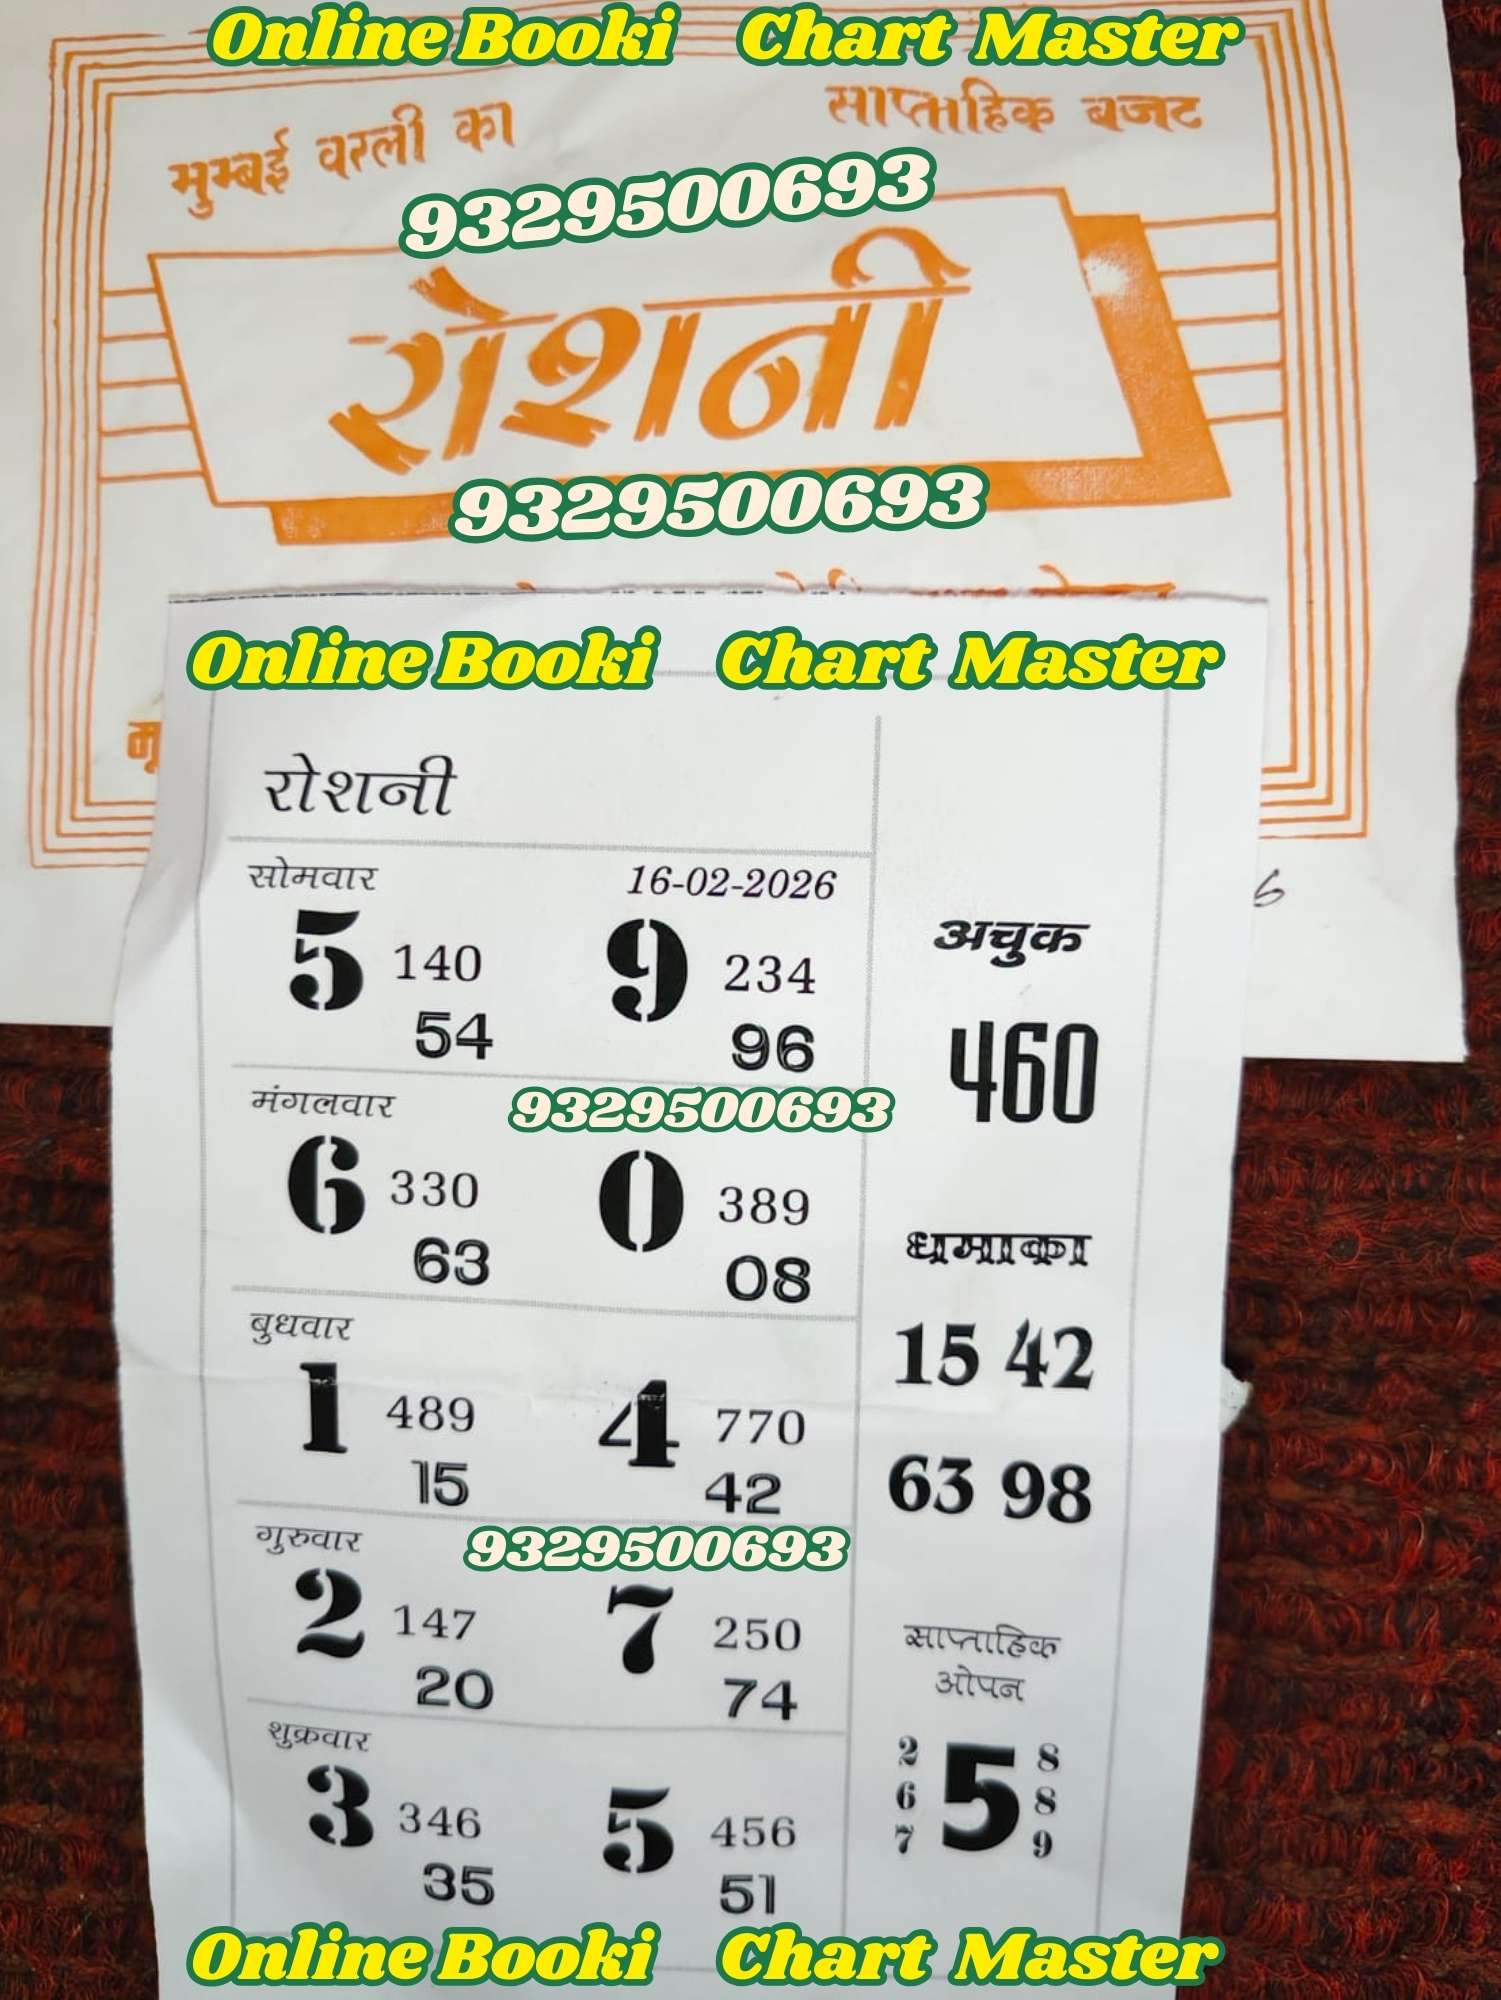 Online Booki Chart Master
मुम्बई वरली का साप्ताहिक बजट
9329500693
रोशनी
9329500693
Online Booki Chart Master
रोशनी
सोमवार 16-02-2026
5 140 9 234
54 96
मंगलवार 9329500693
6 330 0 389
63 08
बुधवार
1 489 4 770
15 42
गुरुवार 9329500693
2 147 7 250
20 74
शुक्रवार
3 346 5 456
35 51
अचुक
460
धमाका
15 42
63 98
साप्ताहिक
ओपन
2 8
6 5 8
7 9
Online Booki Chart Master